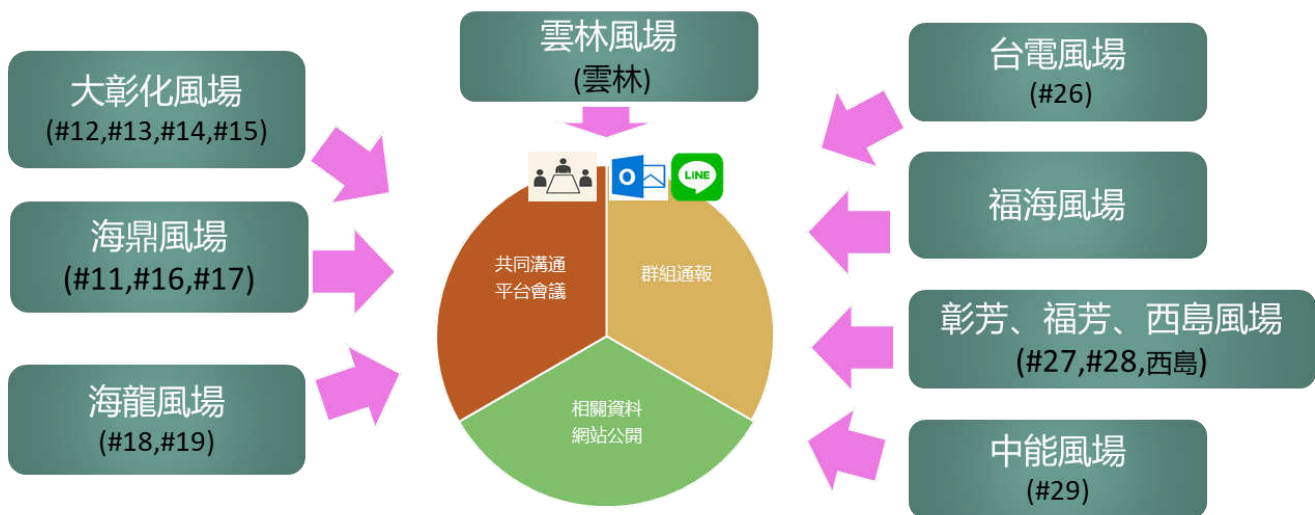 雲林風場
(雲林)
大彰化風場
(#12,#13,#14,#15)
海鼎風場
(#11,#16,#17)
海龍風場
(#18,#19)
台電風場
(#26)
福海風場
彰芳、福芳、西島風場
(#27,#28,西島)
中能風場
(#29)
O
LINE
共同溝通
平台會議
群組通報
相關資料
網站公開